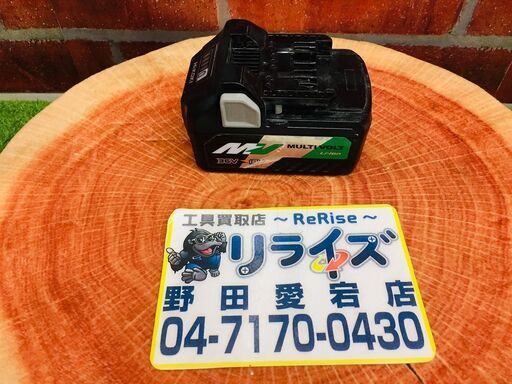 MV MULTI VOLT
Li-ion
36V
工具買取店 ～ReRise～
リライズ
野田愛宕店
04-7170-0430